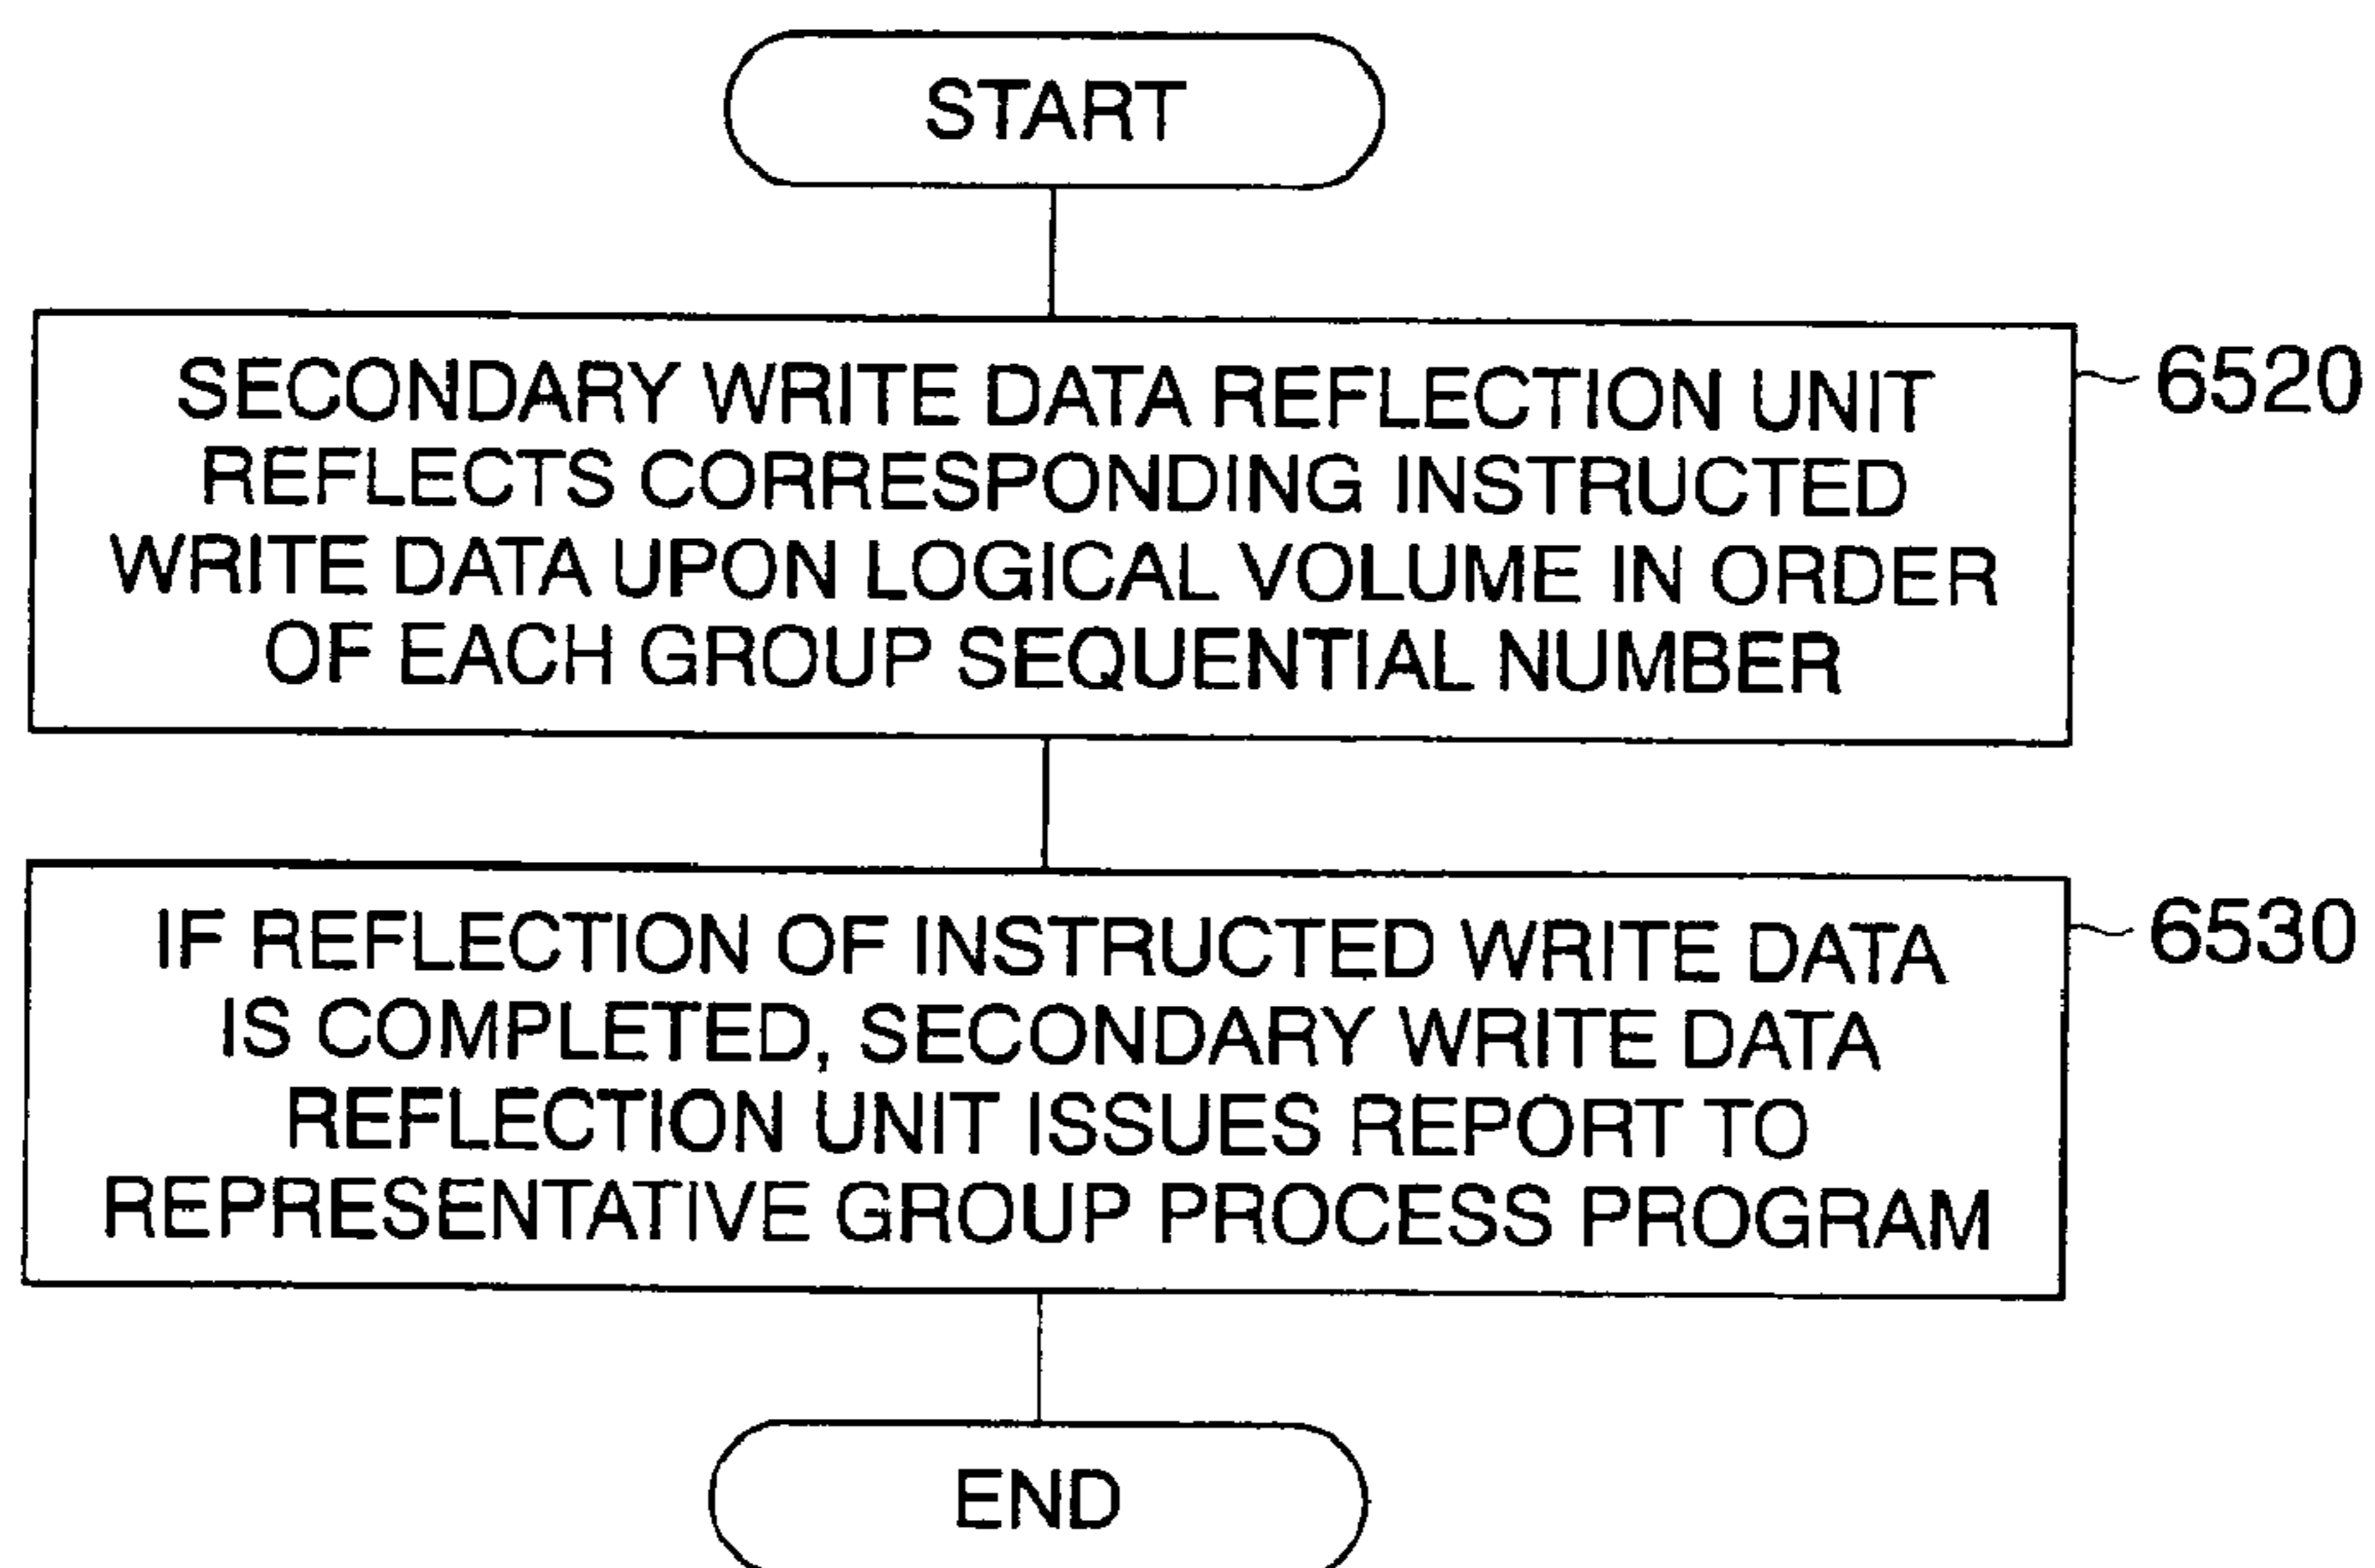 START
SECONDARY WRITE DATA REFLECTION UNIT
6520
REFLECTS CORRESPONDING INSTRUCTED
WRITE DATA UPON LOGICAL VOLUME IN ORDER
OF EACH GROUP SEQUENTIAL NUMBER
IF REFLECTION OF INSTRUCTED WRITE DATA
6530
IS COMPLETED, SECONDARY WRITE DATA
REFLECTION UNIT ISSUES REPORT TO
REPRESENTATIVE GROUP PROCESS PROGRAM
END